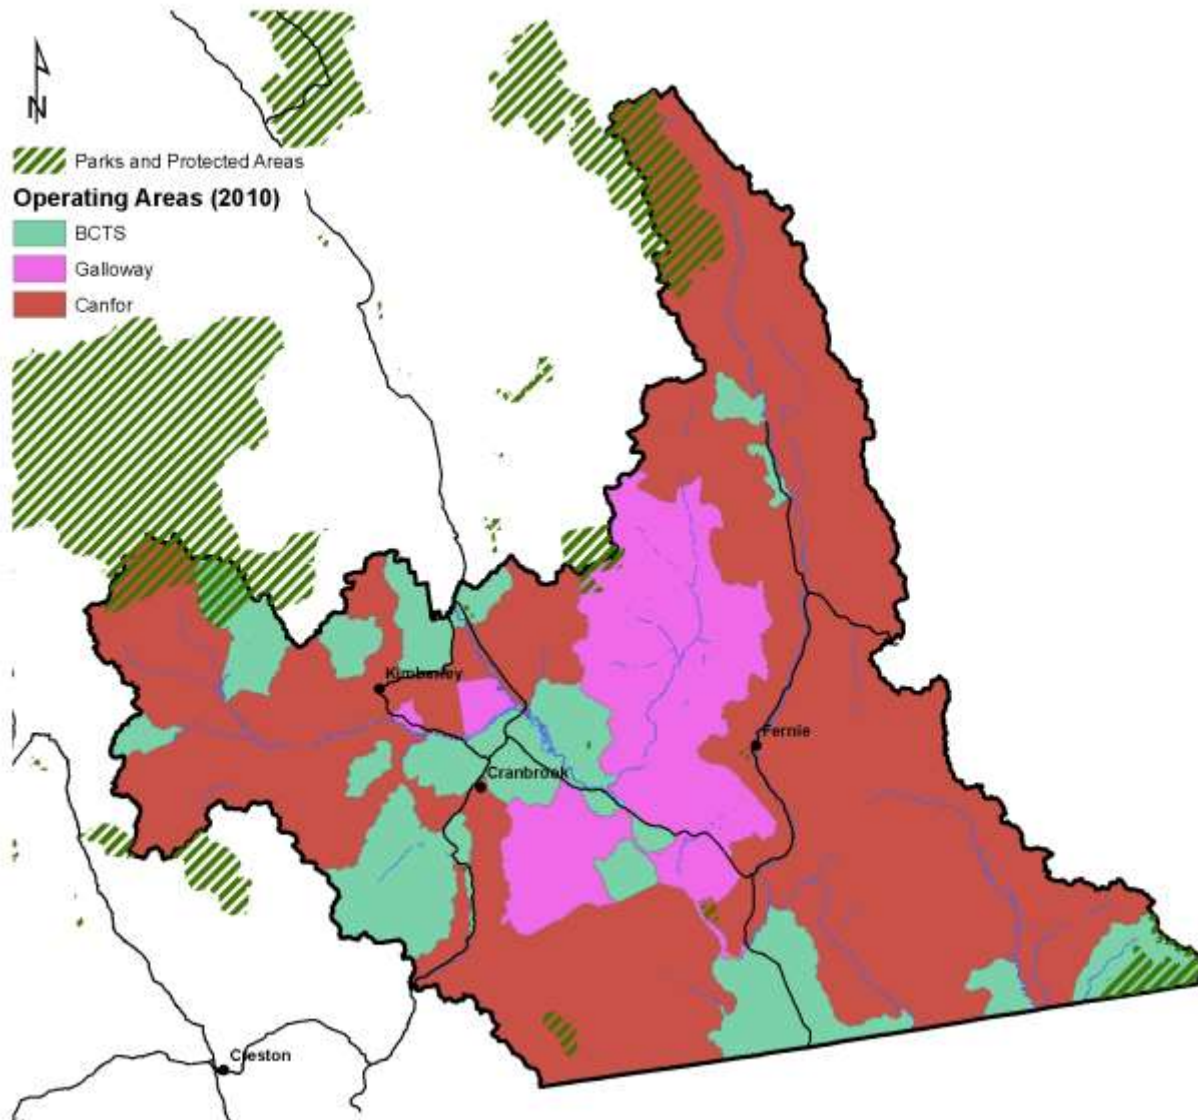 N
Parks and Protected Areas
Operating Areas (2010)
BCTS
Galloway
Canfor
Kimberley
Fernie
Cranbrook
Creston